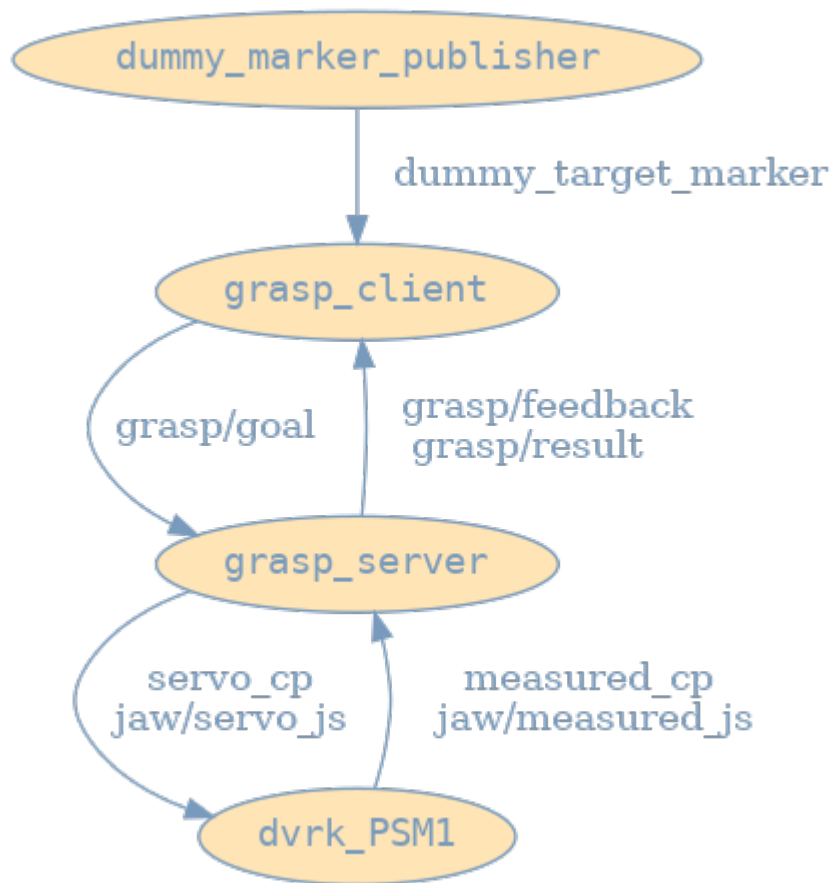 dummy_marker_publisher
dummy_target_marker
grasp_client
grasp/goal
grasp/feedback
grasp/result
grasp_server
servo_cp
jaw/servo_js
measured_cp
jaw/measured_js
dvrk_PSM1